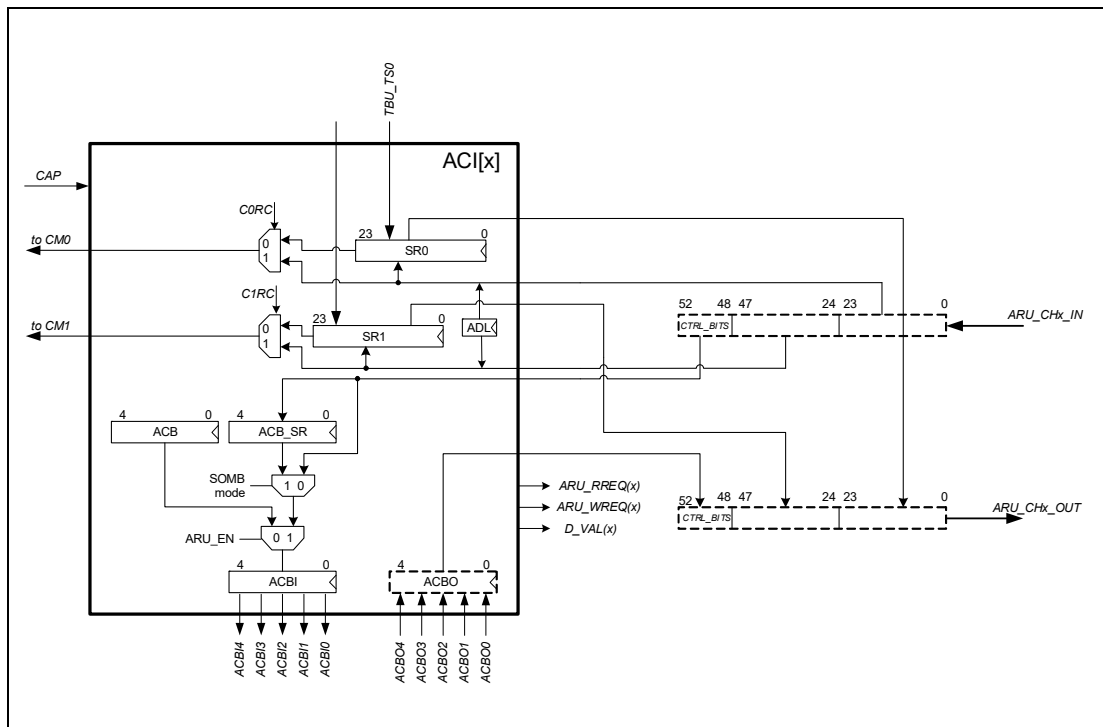 TBU_TS0
ACI[x]
CAP
C0RC
23 0
SR0
0
1
to CM0
52 48 47 24 23 0
CTRL_BITS
ARU_CHx_IN
C1RC
23 0
SR1
ADL
0
1
to CM1
4 0
ACB
4 0
ACB_SR
SOMB
mode
1 0
ARU_RREQ(x)
ARU_WREQ(x)
D_VAL(x)
52 48 47 24 23 0
CTRL_BITS
ARU_CHx_OUT
ARU_EN
0 1
4 0
ACBI
4 0
ACBO
ACBI4
ACBI3
ACBI2
ACBI1
ACBI0
ACBO4
ACBO3
ACBO2
ACBO1
ACBO0